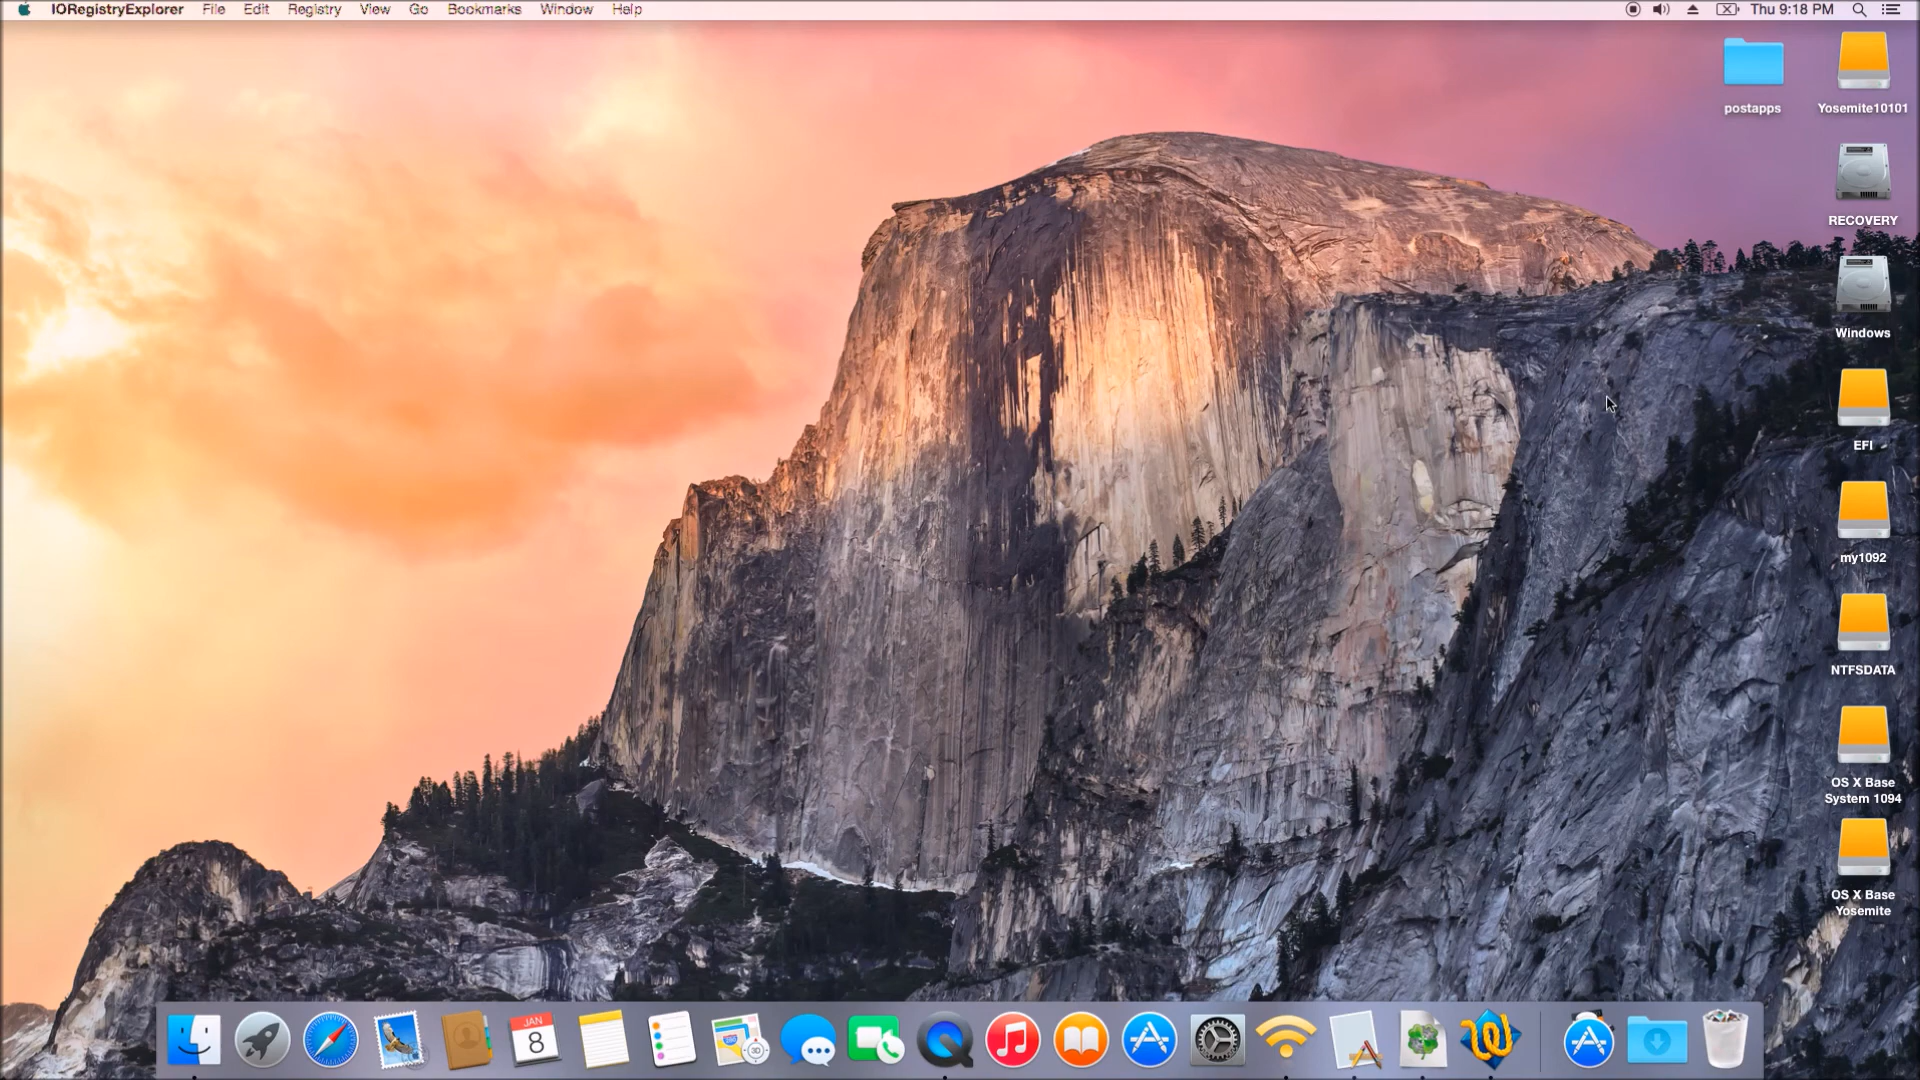 IORegistryExplorer File Edit Registry View Go Bookmarks Window Help Thu 9:18 PM
postapps
Yosemite10101
RECOVERY
Windows
EFI
my1092
NTFSDATA
OS X Base
System 1094
OS X Base
Yosemite
JAN
8